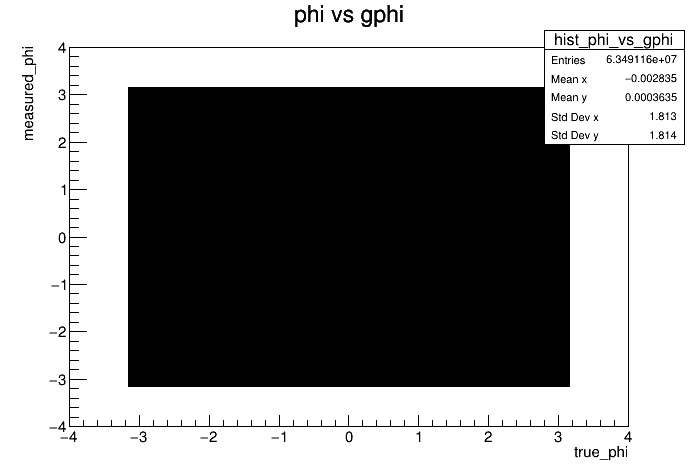 phi vs gphi
hist_phi_vs_gphi
Entries 6.349116e+07
Mean x −0.002835
Mean y 0.0003635
Std Dev x 1.813
Std Dev y 1.814
measured_phi
4
3
2
1
0
−1
−2
−3
−4
−4 −3 −2 −1 0 1 2 3 4
true_phi